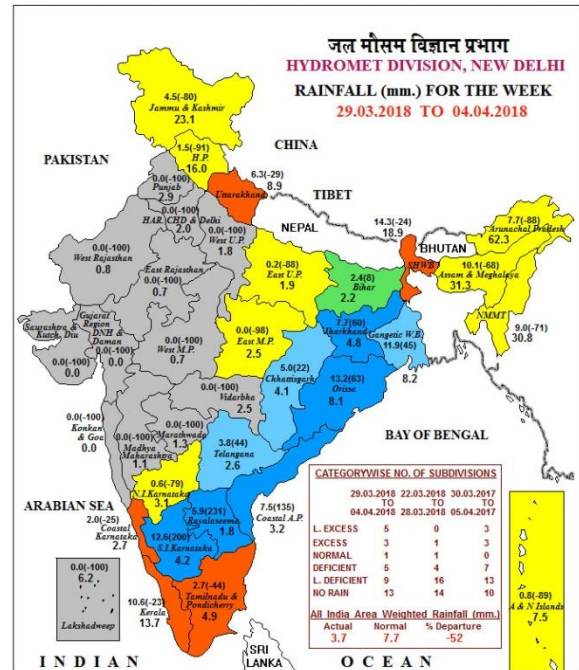 जल मौसम विज्ञान प्रभाग
HYDROMET DIVISION, NEW DELHI
RAINFALL (mm.) FOR THE WEEK
29.03.2018 TO 04.04.2018
4.5(-80)
Jammu & Kashmir
23.1
CHINA
PAKISTAN
1.5(-91)
H.P.
16.0
6.3(-29)
8.9
Uttarakhand
TIBET
0.0(-100)
Punjab
2.9
0.0(-100)
HAR. CHD & Delhi
2.0
0.0(-100)
West U.P.
1.8
NEPAL
14.3(-24)
18.9
BHUTAN
SHWB
7.7(-88)
Arunachal Pradesh
62.3
0.0(-100)
West Rajasthan
0.8
East Rajasthan
0.0(-100)
0.7
0.2(-88)
East U.P.
1.9
2.4(8)
Bihar
2.2
10.1(-68)
Assam & Meghalaya
31.3
NMMT
9.0(-71)
30.8
Saurashtra &
Kutch, Diu
0.0(-100)
0.0
Gujarat
Region
DNH &
Daman
0.0(-100)
0.0
0.0(-100)
West M.P.
0.7
0.0(-98)
East M.P.
2.5
7.7(60)
Jharkhand
4.8
Gangetic W.B.
11.9(45)
8.2
5.0(22)
Chhattisgarh
4.1
13.2(63)
Orissa
8.1
0.0(-100)
Vidarbha
2.5
0.0(-100)
Konkan
& Goa
0.0
0.0(-100)
Madhya
Maharashtra
1.1
0.0(-100)
Marathwada
1.3
3.8(44)
Telangana
2.6
BAY OF BENGAL
ARABIAN SEA
0.6(-79)
N.I.Karnataka
3.1
5.9(231)
Rayalaseema
1.8
7.5(135)
Coastal A.P.
3.2
2.0(-25)
Coastal
Karnataka
2.7
12.6(200)
S.I.Karnataka
4.2
0.0(-100)
6.2
Lakshadweep
10.6(-23)
Kerala
13.7
2.7(-44)
Tamilnadu &
Pondicherry
4.9
CATEGORYWISE NO. OF SUBDIVISIONS
29.03.2018 22.03.2018 30.03.2017
TO TO TO
04.04.2018 28.03.2018 05.04.2017
L. EXCESS 5 0 3
EXCESS 3 1 3
NORMAL 1 1 0
DEFICIENT 5 4 7
L. DEFICIENT 9 16 13
NO RAIN 13 14 10
All India Area Weighted Rainfall (mm.)
Actual Normal % Departure
3.7 7.7 -52
0.8(-89)
A & N Islands
7.5
SRI
LANKA
INDIAN OCEAN